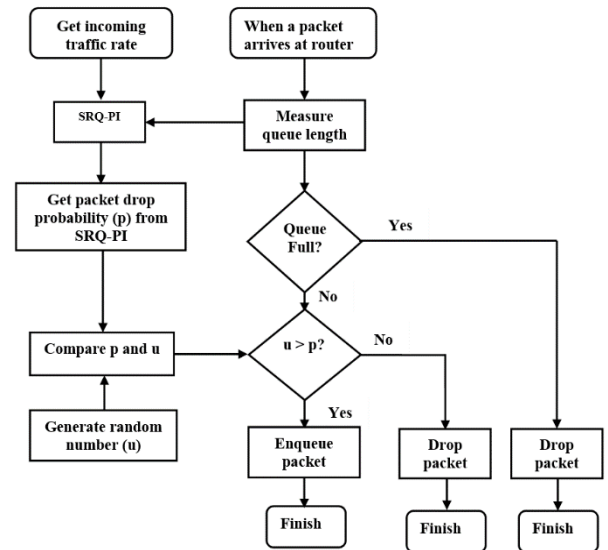 Get incoming
traffic rate
When a packet
arrives at router
SRQ-PI
Measure
queue length
Get packet drop
probability (p) from
SRQ-PI
Queue
Full?
Yes
No
Compare p and u
u > p?
No
Generate random
number (u)
Yes
Enqueue
packet
Drop
packet
Drop
packet
Finish
Finish
Finish